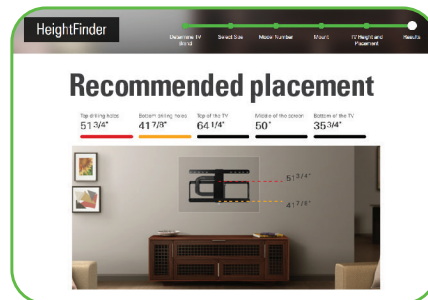 HeightFinder
Determine TV Brand
Select Size
Model Number
Mount
TV Height and Placement
Results
Recommended placement
Top drilling holes
51 3/4"
Bottom drilling holes
41 7/8"
Top of the TV
64 1/4"
Middle of the screen
50"
Bottom of the TV
35 3/4"
51 3/4"
41 7/8"